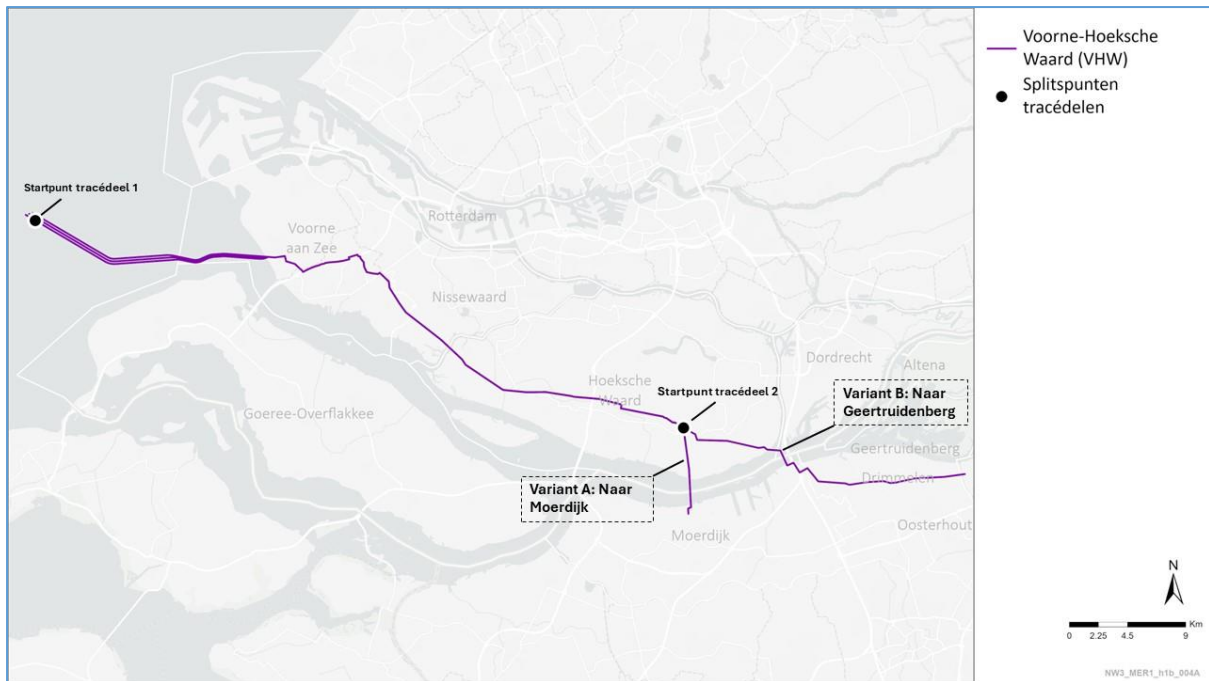 Voorne-Hoeksche
Waard (VHW)
Splitspunten
tracédelen
Startpunt tracédeel 1
Voorne
aan Zee
Rotterdam
Nissewaard
Dordrecht
Altena
Hoeksche
Waard
Startpunt tracédeel 2
Variant B: Naar
Geertruidenberg
Goeree-Overflakkee
Geertruidenberg
Drimmelen
Variant A: Naar
Moerdijk
Oosterhout
Moerdijk
N
Km
0 2.25 4.5 9
NW3_MER1_h1b_004A